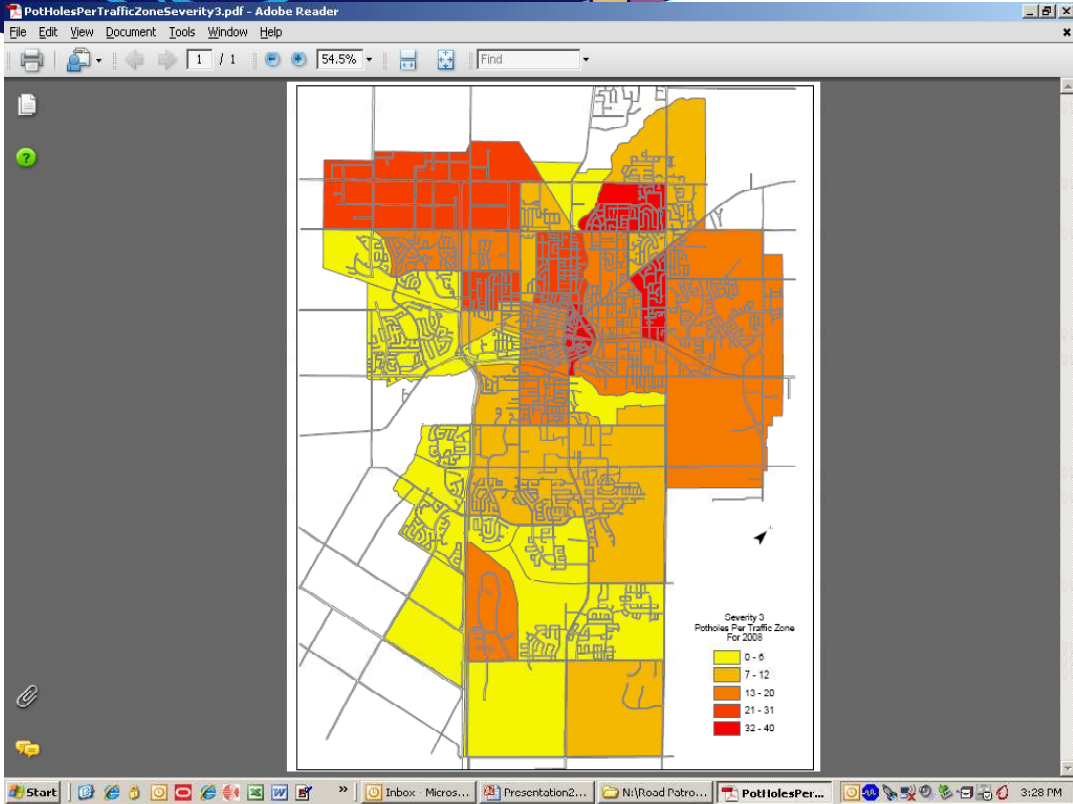 PotHolesPerTrafficZoneSeverity3.pdf - Adobe Reader
File Edit View Document Tools Window Help
1 / 1 54.5% Find
Severity 3
Potholes Per Traffic Zone
For 2008
0 - 6
7 - 12
13 - 20
21 - 31
32 - 40
Start » Inbox - Micros... Presentation2... N:\Road Patro... PotHolesPer... 3:28 PM